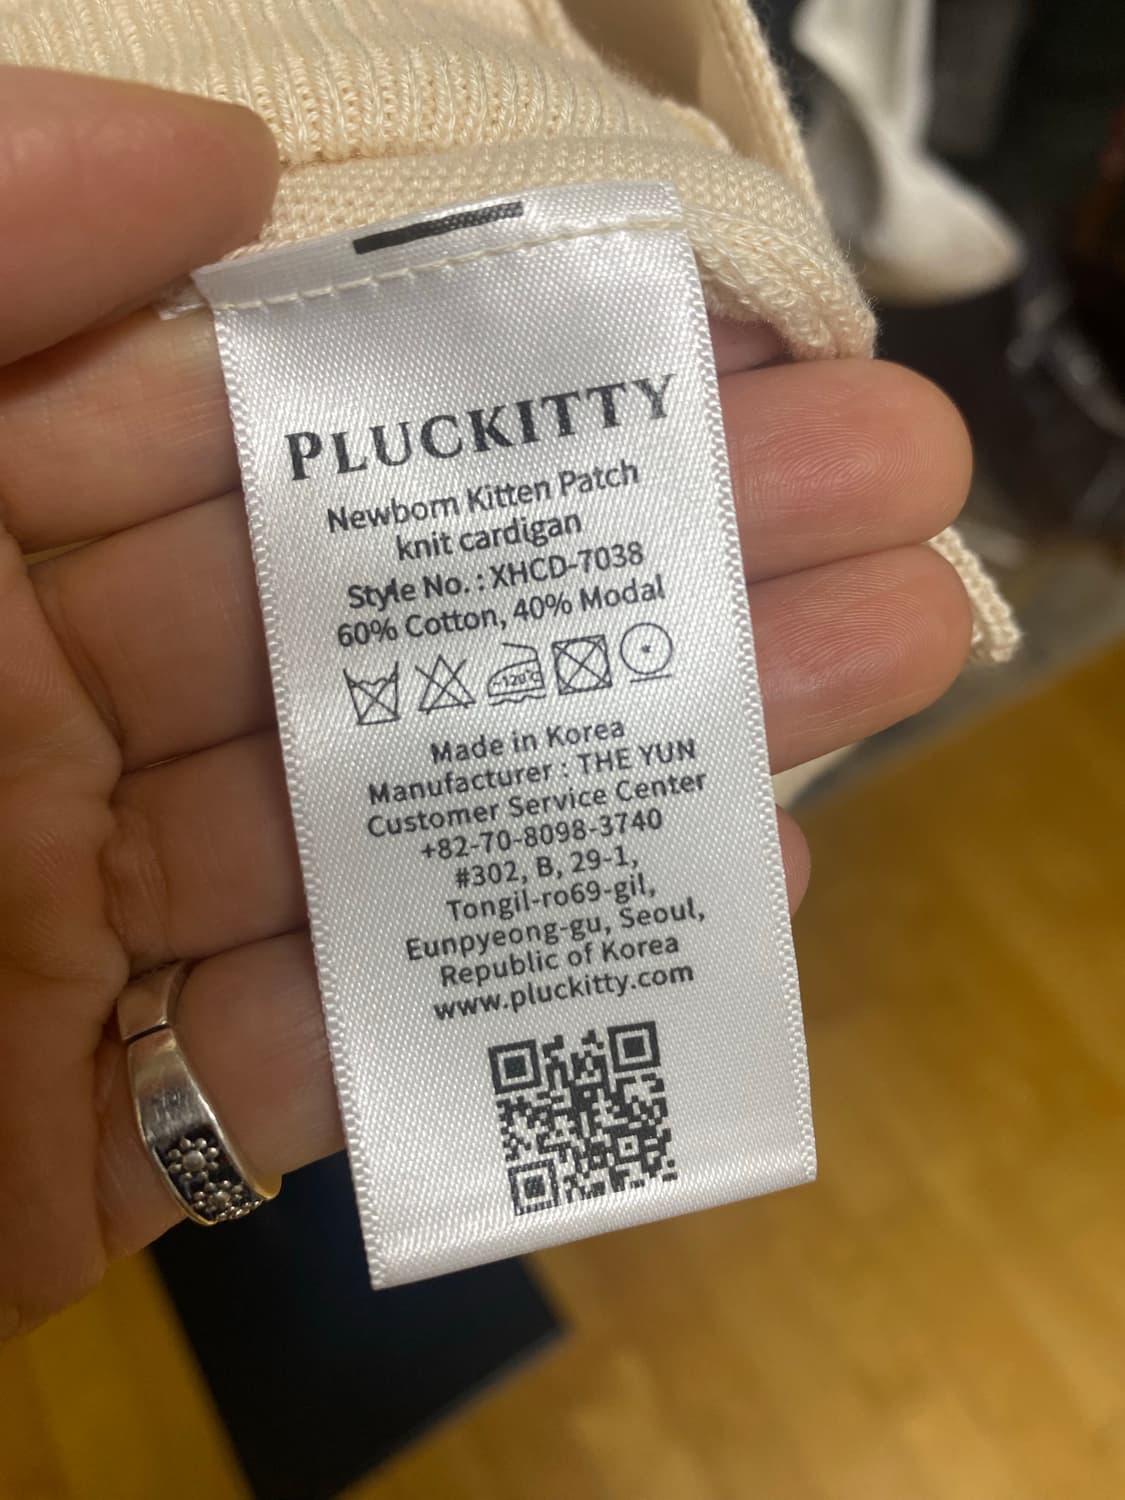 PLUCKITTY
Newborn Kitten Patch
knit cardigan
Style No. : XHCD-7038
60% Cotton, 40% Modal
120℃
Made in Korea
Manufacturer : THE YUN
Customer Service Center
+82-70-8098-3740
#302, B, 29-1,
Tongil-ro69-gil,
Eunpyeong-gu, Seoul,
Republic of Korea
www.pluckitty.com